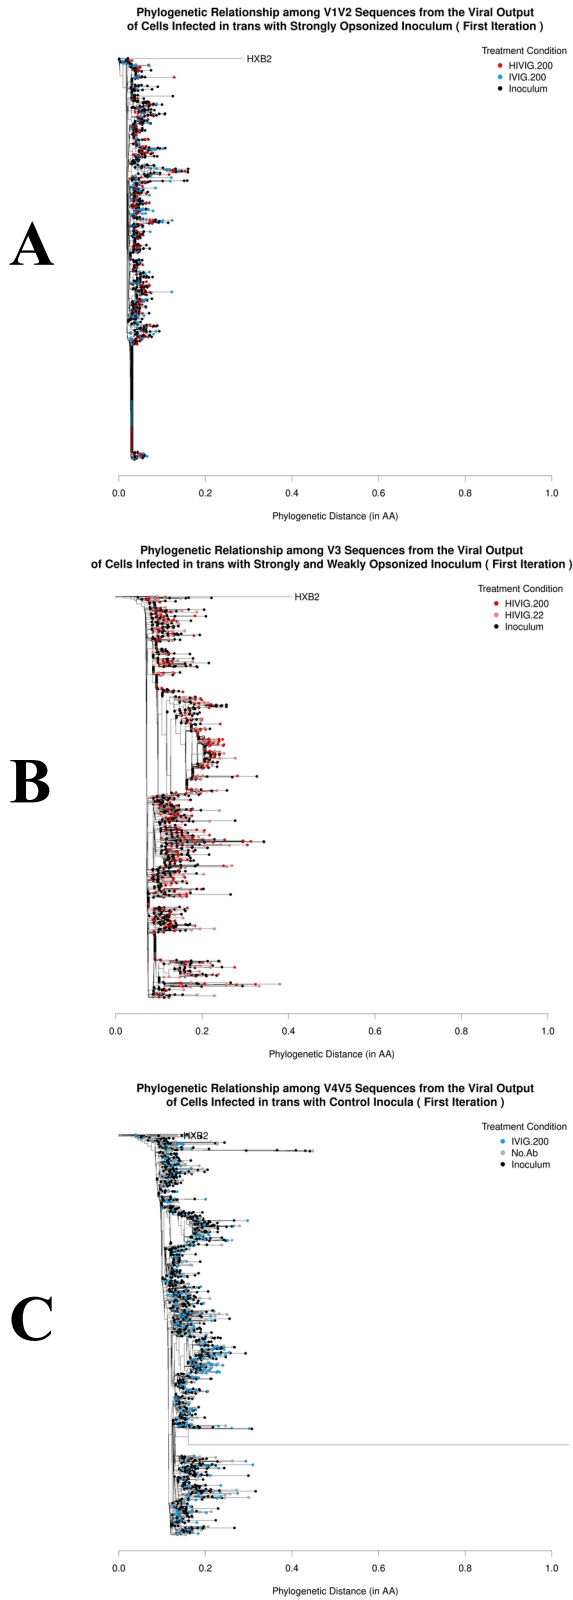 Phylogenetic Relationship among V1V2 Sequences from the Viral Output
of Cells Infected in trans with Strongly Opsonized Inoculum ( First Iteration )
Treatment Condition
HIVIG.200
IVIG.200
Inoculum
HXB2
A
0.0 0.2 0.4 0.6 0.8 1.0
Phylogenetic Distance (in AA)
Phylogenetic Relationship among V3 Sequences from the Viral Output
of Cells Infected in trans with Strongly and Weakly Opsonized Inoculum ( First Iteration )
Treatment Condition
HIVIG.200
HIVIG.22
Inoculum
HXB2
B
0.0 0.2 0.4 0.6 0.8 1.0
Phylogenetic Distance (in AA)
Phylogenetic Relationship among V4V5 Sequences from the Viral Output
of Cells Infected in trans with Control Inocula ( First Iteration )
Treatment Condition
IVIG.200
No.Ab
Inoculum
HXB2
C
0.0 0.2 0.4 0.6 0.8 1.0
Phylogenetic Distance (in AA)